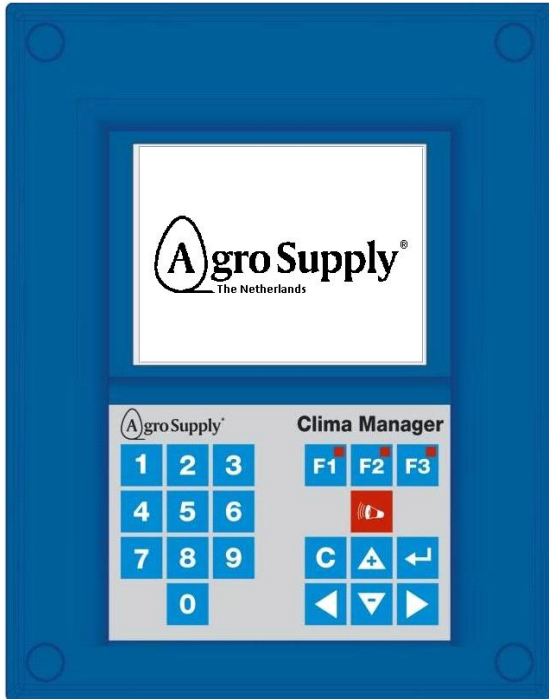 Agro Supply®
The Netherlands
Agro Supply®
Clima Manager
1 2 3
F1 F2 F3
4 5 6
7 8 9
C + ↵
0
-